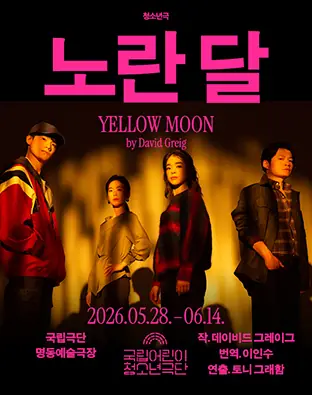 청소년극
노란 달
YELLOW MOON
by David Greig
2026.05.28.–06.14.
국립극단
명동예술극장
국립어린이
청소년극단
작. 데이비드 그레이그
번역. 이인수
연출. 토니 그래함